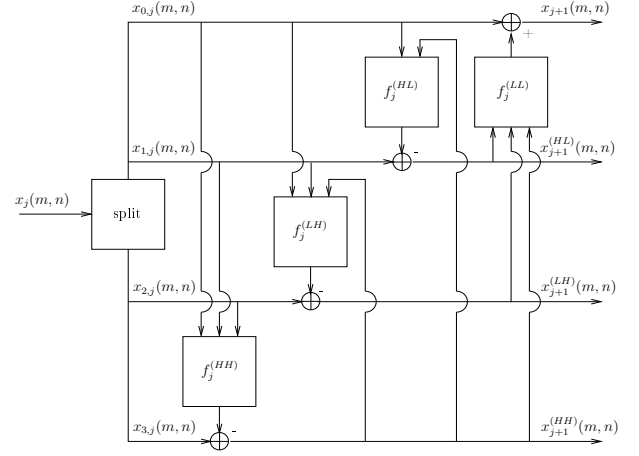 x_{0,j}(m,n)
x_{j+1}(m,n)
+
f_j^{(HL)}
f_j^{(LL)}
x_{1,j}(m,n)
-
x_{j+1}^{(HL)}(m,n)
x_j(m,n)
split
f_j^{(LH)}
x_{2,j}(m,n)
-
x_{j+1}^{(LH)}(m,n)
f_j^{(HH)}
x_{3,j}(m,n)
-
x_{j+1}^{(HH)}(m,n)